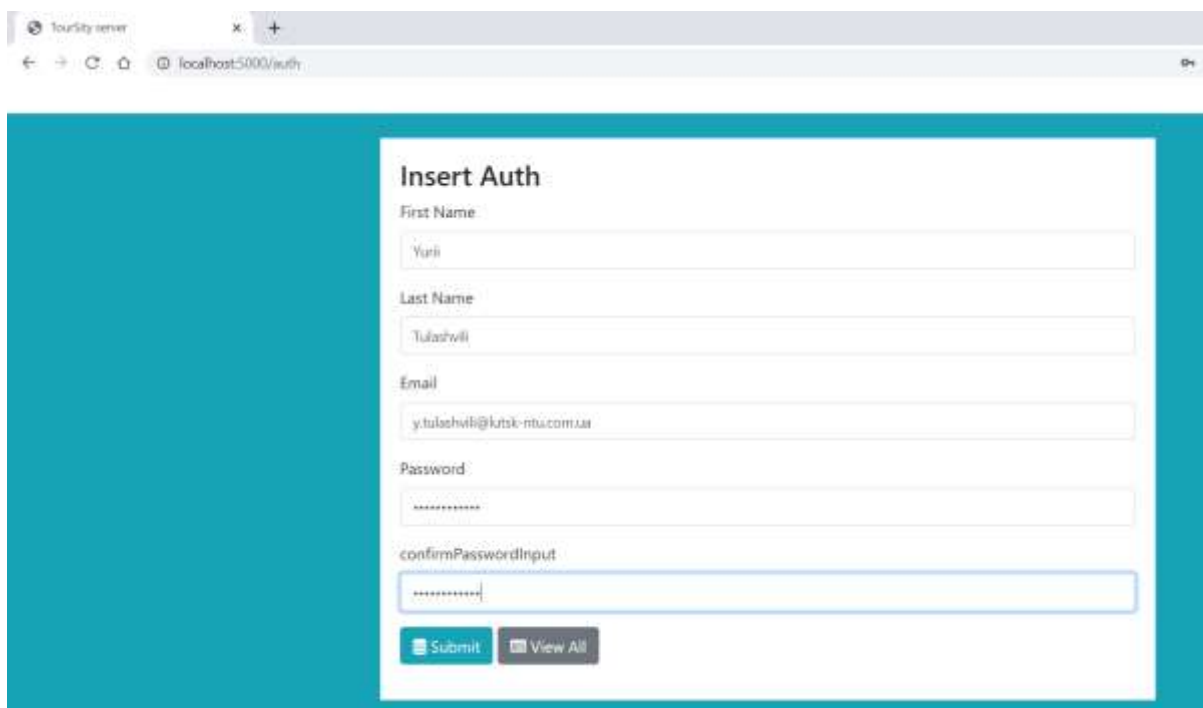 TourSity server
localhost:5000/auth
Insert Auth
First Name
Yurii
Last Name
Tulashvili
Email
y.tulashvili@lutsk-ntu.com.ua
Password
••••••••••••
confirmPasswordInput
••••••••••••
Submit View All